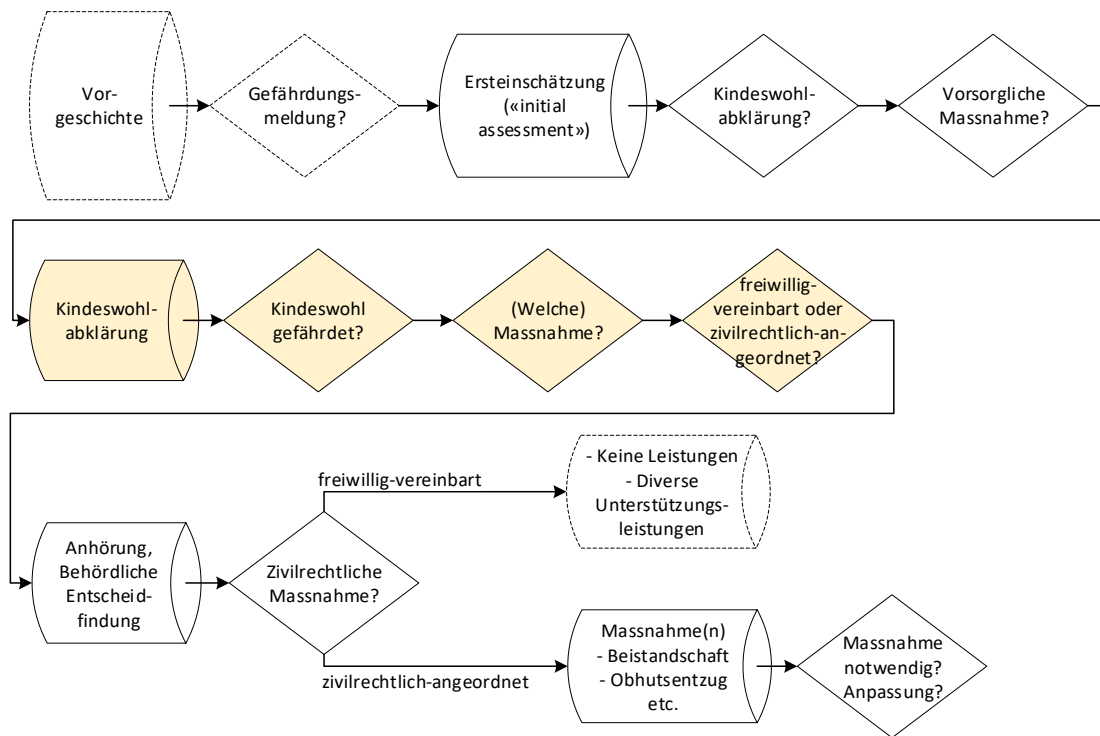 Vor-
geschichte
Gefährdungs-
meldung?
Ersteinschätzung
(«initial
assessment»)
Kindeswohl-
abklärung?
Vorsorgliche
Massnahme?
Kindeswohl-
abklärung
Kindeswohl
gefährdet?
(Welche)
Massnahme?
freiwillig-
vereinbart oder
zivilrechtlich-an-
geordnet?
Anhörung,
Behördliche
Entscheid-
findung
Zivilrechtliche
Massnahme?
freiwillig-vereinbart
- Keine Leistungen
- Diverse
Unterstützungs-
leistungen
zivilrechtlich-angeordnet
Massnahme(n)
- Beistandschaft
- Obhutsentzug
etc.
Massnahme
notwendig?
Anpassung?